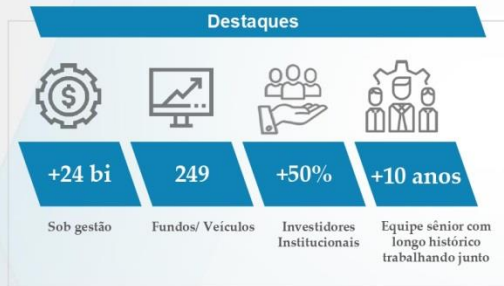 Destaques
$
+24 bi
249
+50%
+10 anos
Sob gestão
Fundos/ Veículos
Investidores
Institucionais
Equipe sênior com
longo histórico
trabalhando junto